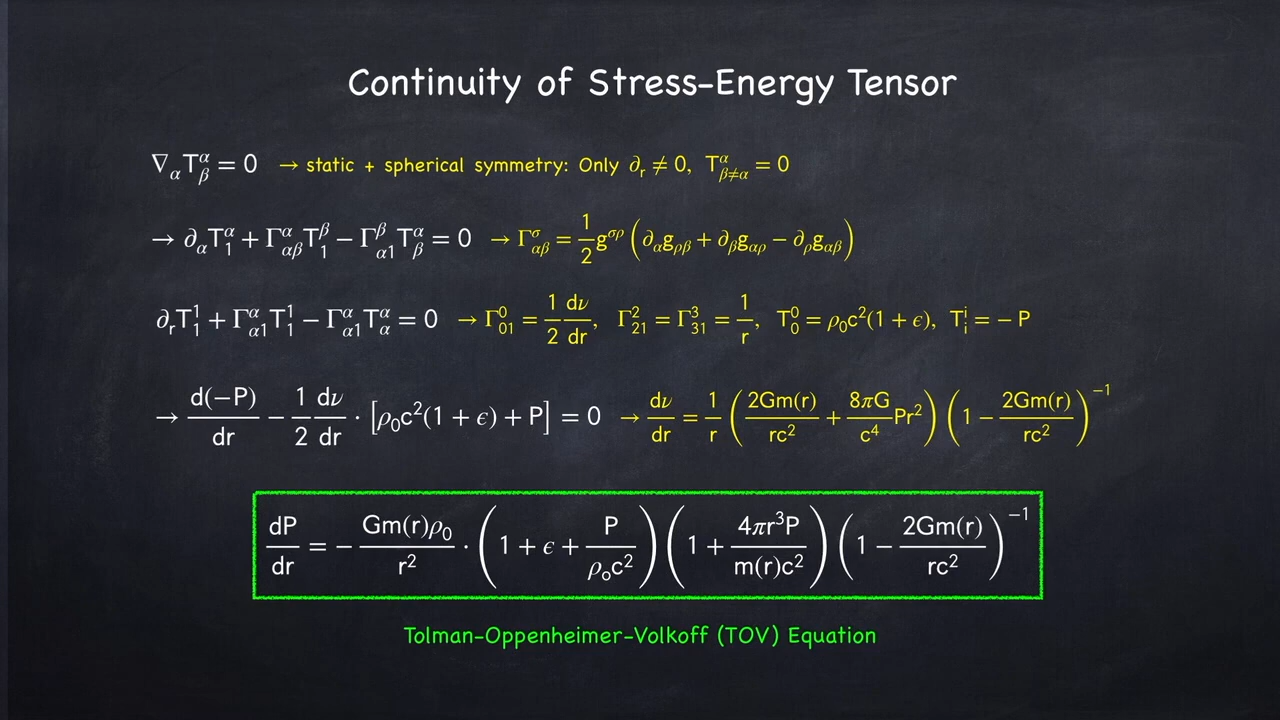 Continuity of Stress-Energy Tensor
∇_α T^α_β = 0 → static + spherical symmetry: Only ∂_r ≠ 0, T^α_{β≠α} = 0
→ ∂_α T^α_1 + Γ^α_{αβ} T^β_1 − Γ^β_{α1} T^α_β = 0 → Γ^σ_{αβ} = 1/2 g^{σρ} (∂_α g_{ρβ} + ∂_β g_{αρ} − ∂_ρ g_{αβ})
∂_r T^1_1 + Γ^α_{α1} T^1_1 − Γ^α_{α1} T^α_α = 0 → Γ^0_{01} = 1/2 dν/dr, Γ^2_{21} = Γ^3_{31} = 1/r, T^0_0 = ρ_0c^2(1 + ϵ), T^i_i = − P
→ d(−P)/dr − 1/2 dν/dr · [ρ_0c^2(1 + ϵ) + P] = 0 → dν/dr = 1/r (2Gm(r)/rc^2 + 8πG/c^4 Pr^2) (1 − 2Gm(r)/rc^2)^{−1}
dP/dr = − Gm(r)ρ_0/r^2 · (1 + ϵ + P/ρ_oc^2) (1 + 4πr^3P/m(r)c^2) (1 − 2Gm(r)/rc^2)^{−1}
Tolman-Oppenheimer-Volkoff (TOV) Equation